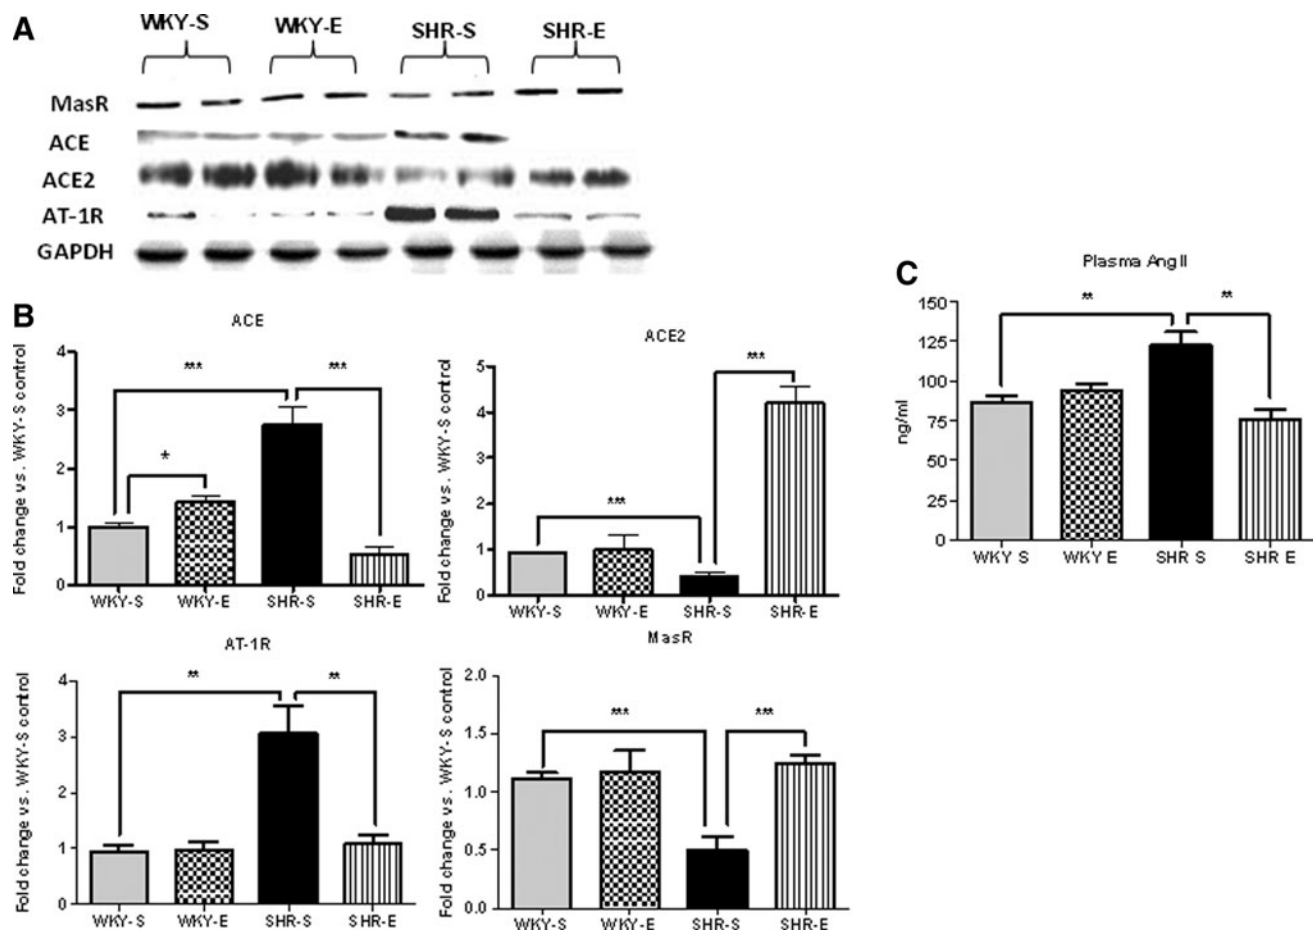 A
WKY-S WKY-E SHR-S SHR-E
MasR
ACE
ACE2
AT-1R
GAPDH
B
ACE
Fold change vs. WKY-S control
4
3
2
1
0
***
***
*
WKY-S WKY-E SHR-S SHR-E
ACE2
Fold change vs. WKY-S control
5
4
2
1
0
***
***
WKY-S WKY-E SHR-S SHR-E
AT-1R
Fold change vs. WKY-S control
4
3
2
1
0
**
**
WKY-S WKY-E SHR-S SHR-E
MasR
Fold change vs. WKY-S control
2.0
1.5
1.0
0.5
0.0
***
***
WKY-S WKY-E SHR-S SHR-E
C
Plasma Ang II
ng/ml
150
125
100
75
50
25
0
**
**
WKY S WKY E SHR S SHR E